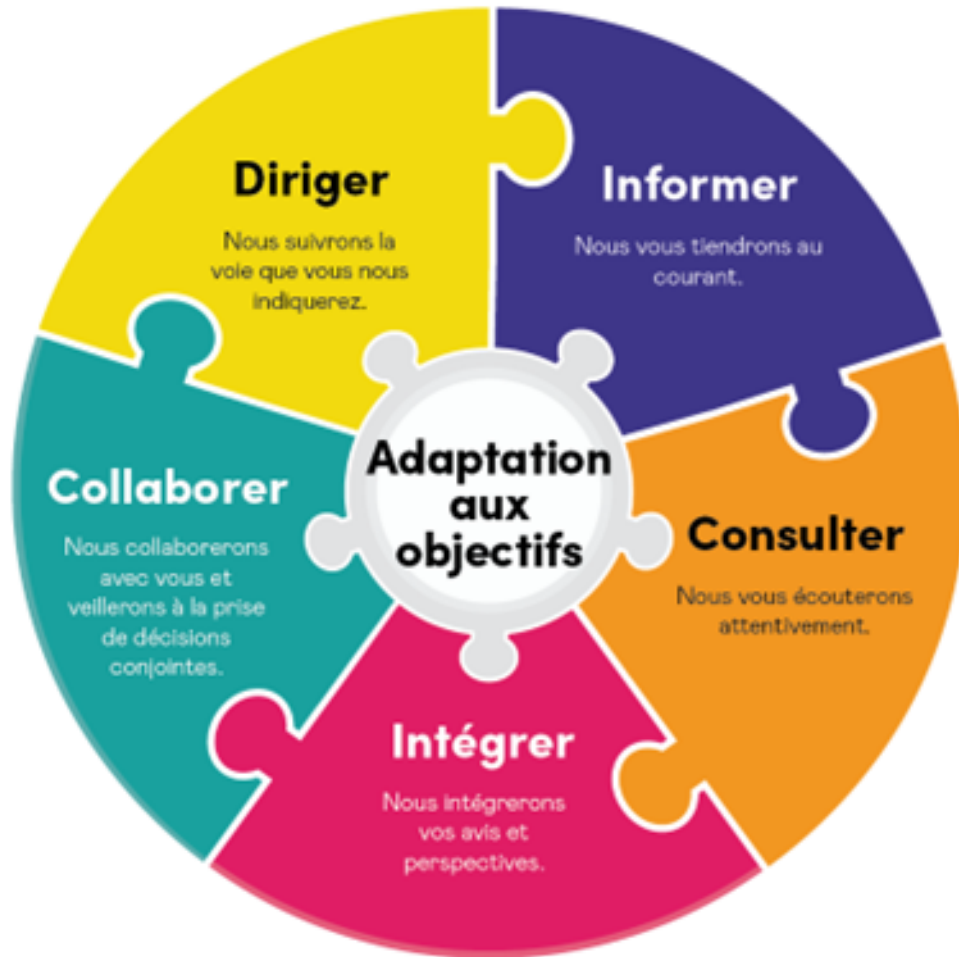 Diriger
Nous suivrons la
voie que vous nous
indiquerez.
Informer
Nous vous tiendrons au
courant.
Collaborer
Nous collaborerons
avec vous et
veillerons à la prise
de décisions
conjointes.
Adaptation
aux
objectifs
Consulter
Nous vous écouterons
attentivement.
Intégrer
Nous intégrerons
vos avis et
perspectives.